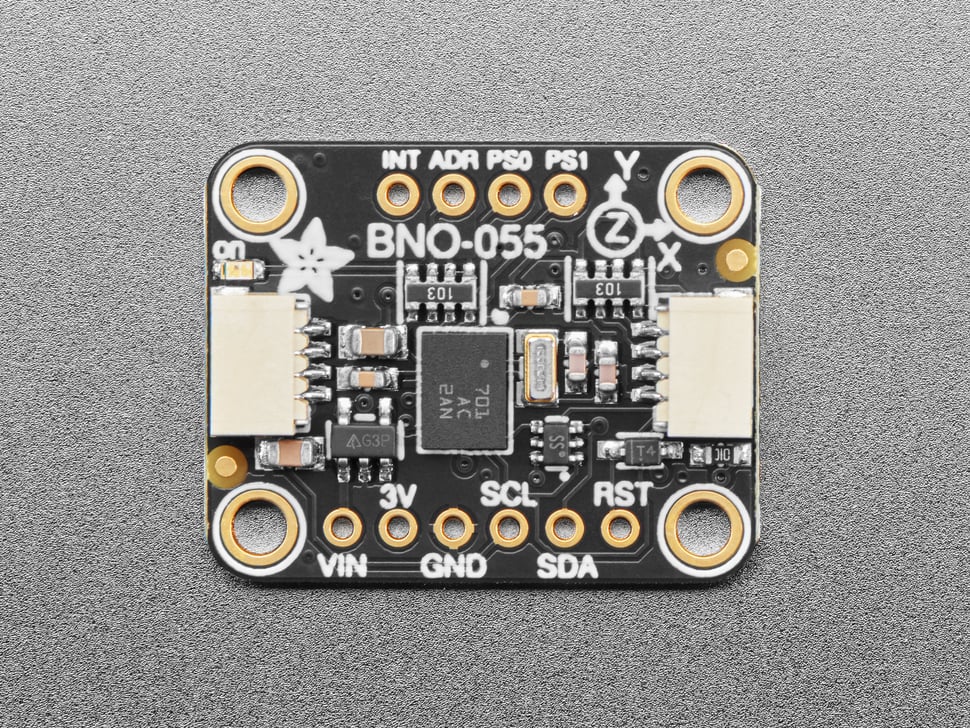 INT ADR PS0 PS1
Y
Z
X
BNO-055
on
103
103
701
AC
2AN
G3P
SS
T4
3V
SCL
RST
VIN
GND
SDA